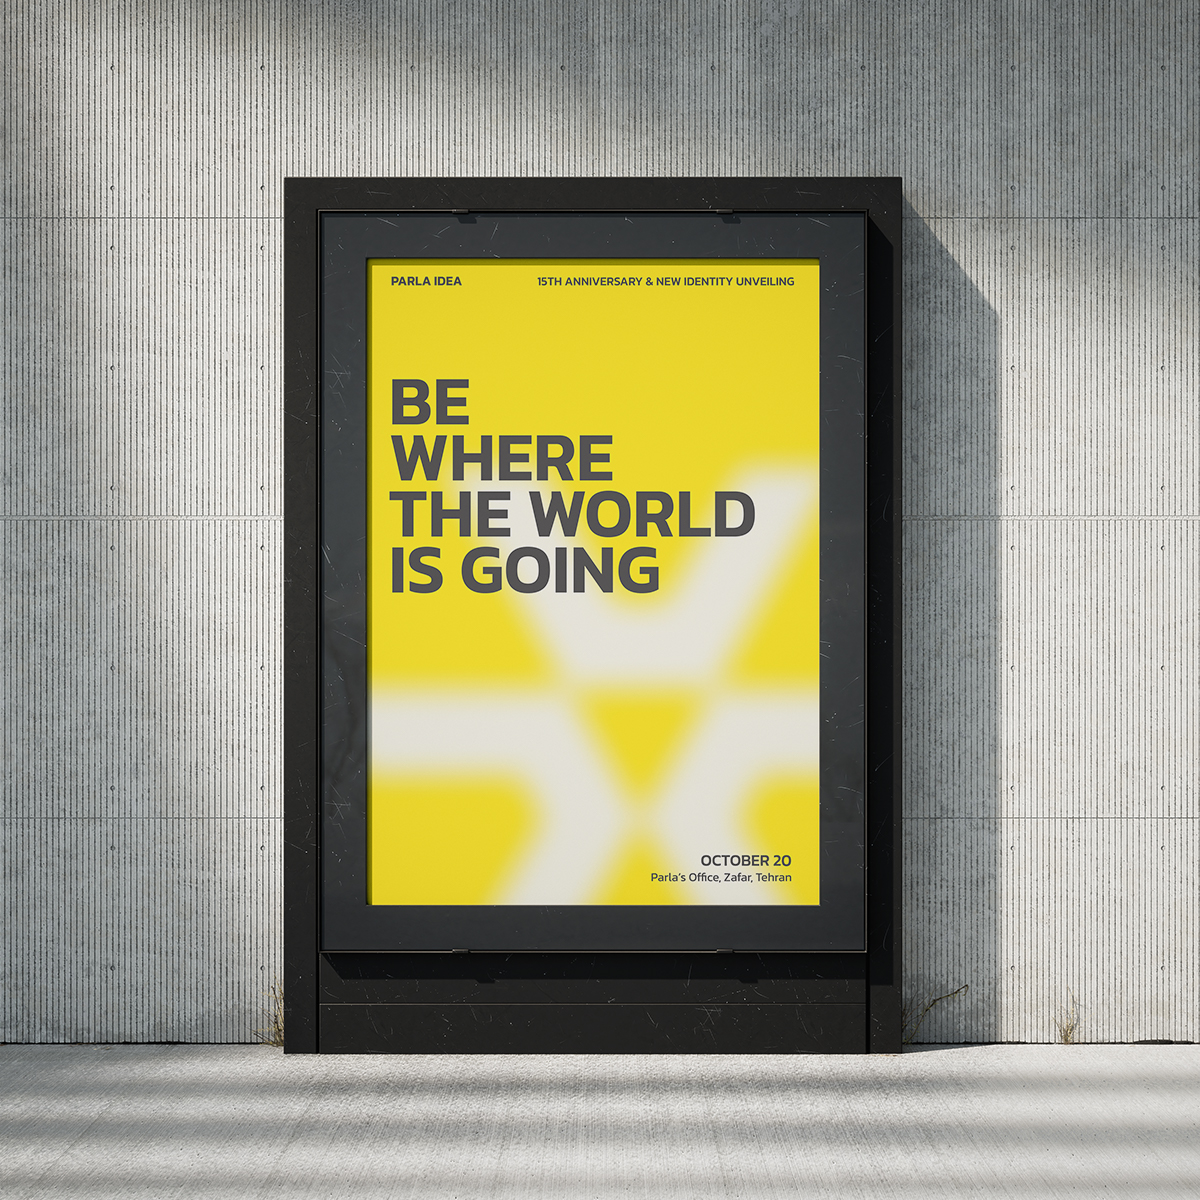 PARLA IDEA
15TH ANNIVERSARY & NEW IDENTITY UNVEILING
BE
WHERE
THE WORLD
IS GOING
OCTOBER 20
Parla's Office, Zafar, Tehran